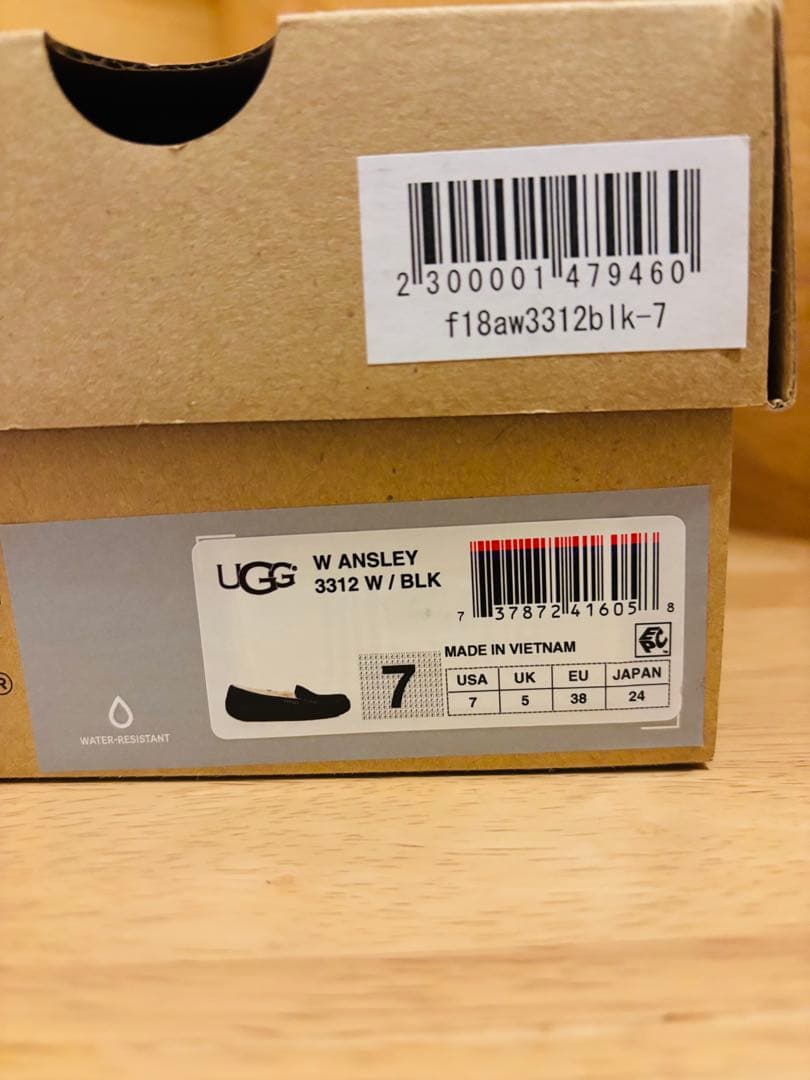 2 300001 479460
f18aw3312blk-7
UGG®
W ANSLEY
3312 W / BLK
7 37872 41605 8
MADE IN VIETNAM
EPC
7
USA UK EU JAPAN
7 5 38 24
WATER-RESISTANT
®